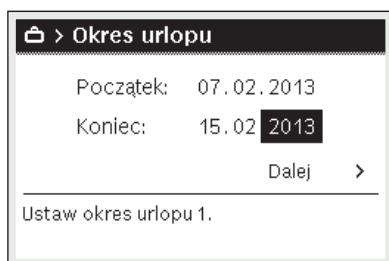 > Okres urlopu
Początek: 07.02.2013
Koniec: 15.02 2013
Dalej >
Ustaw okres urlopu 1.